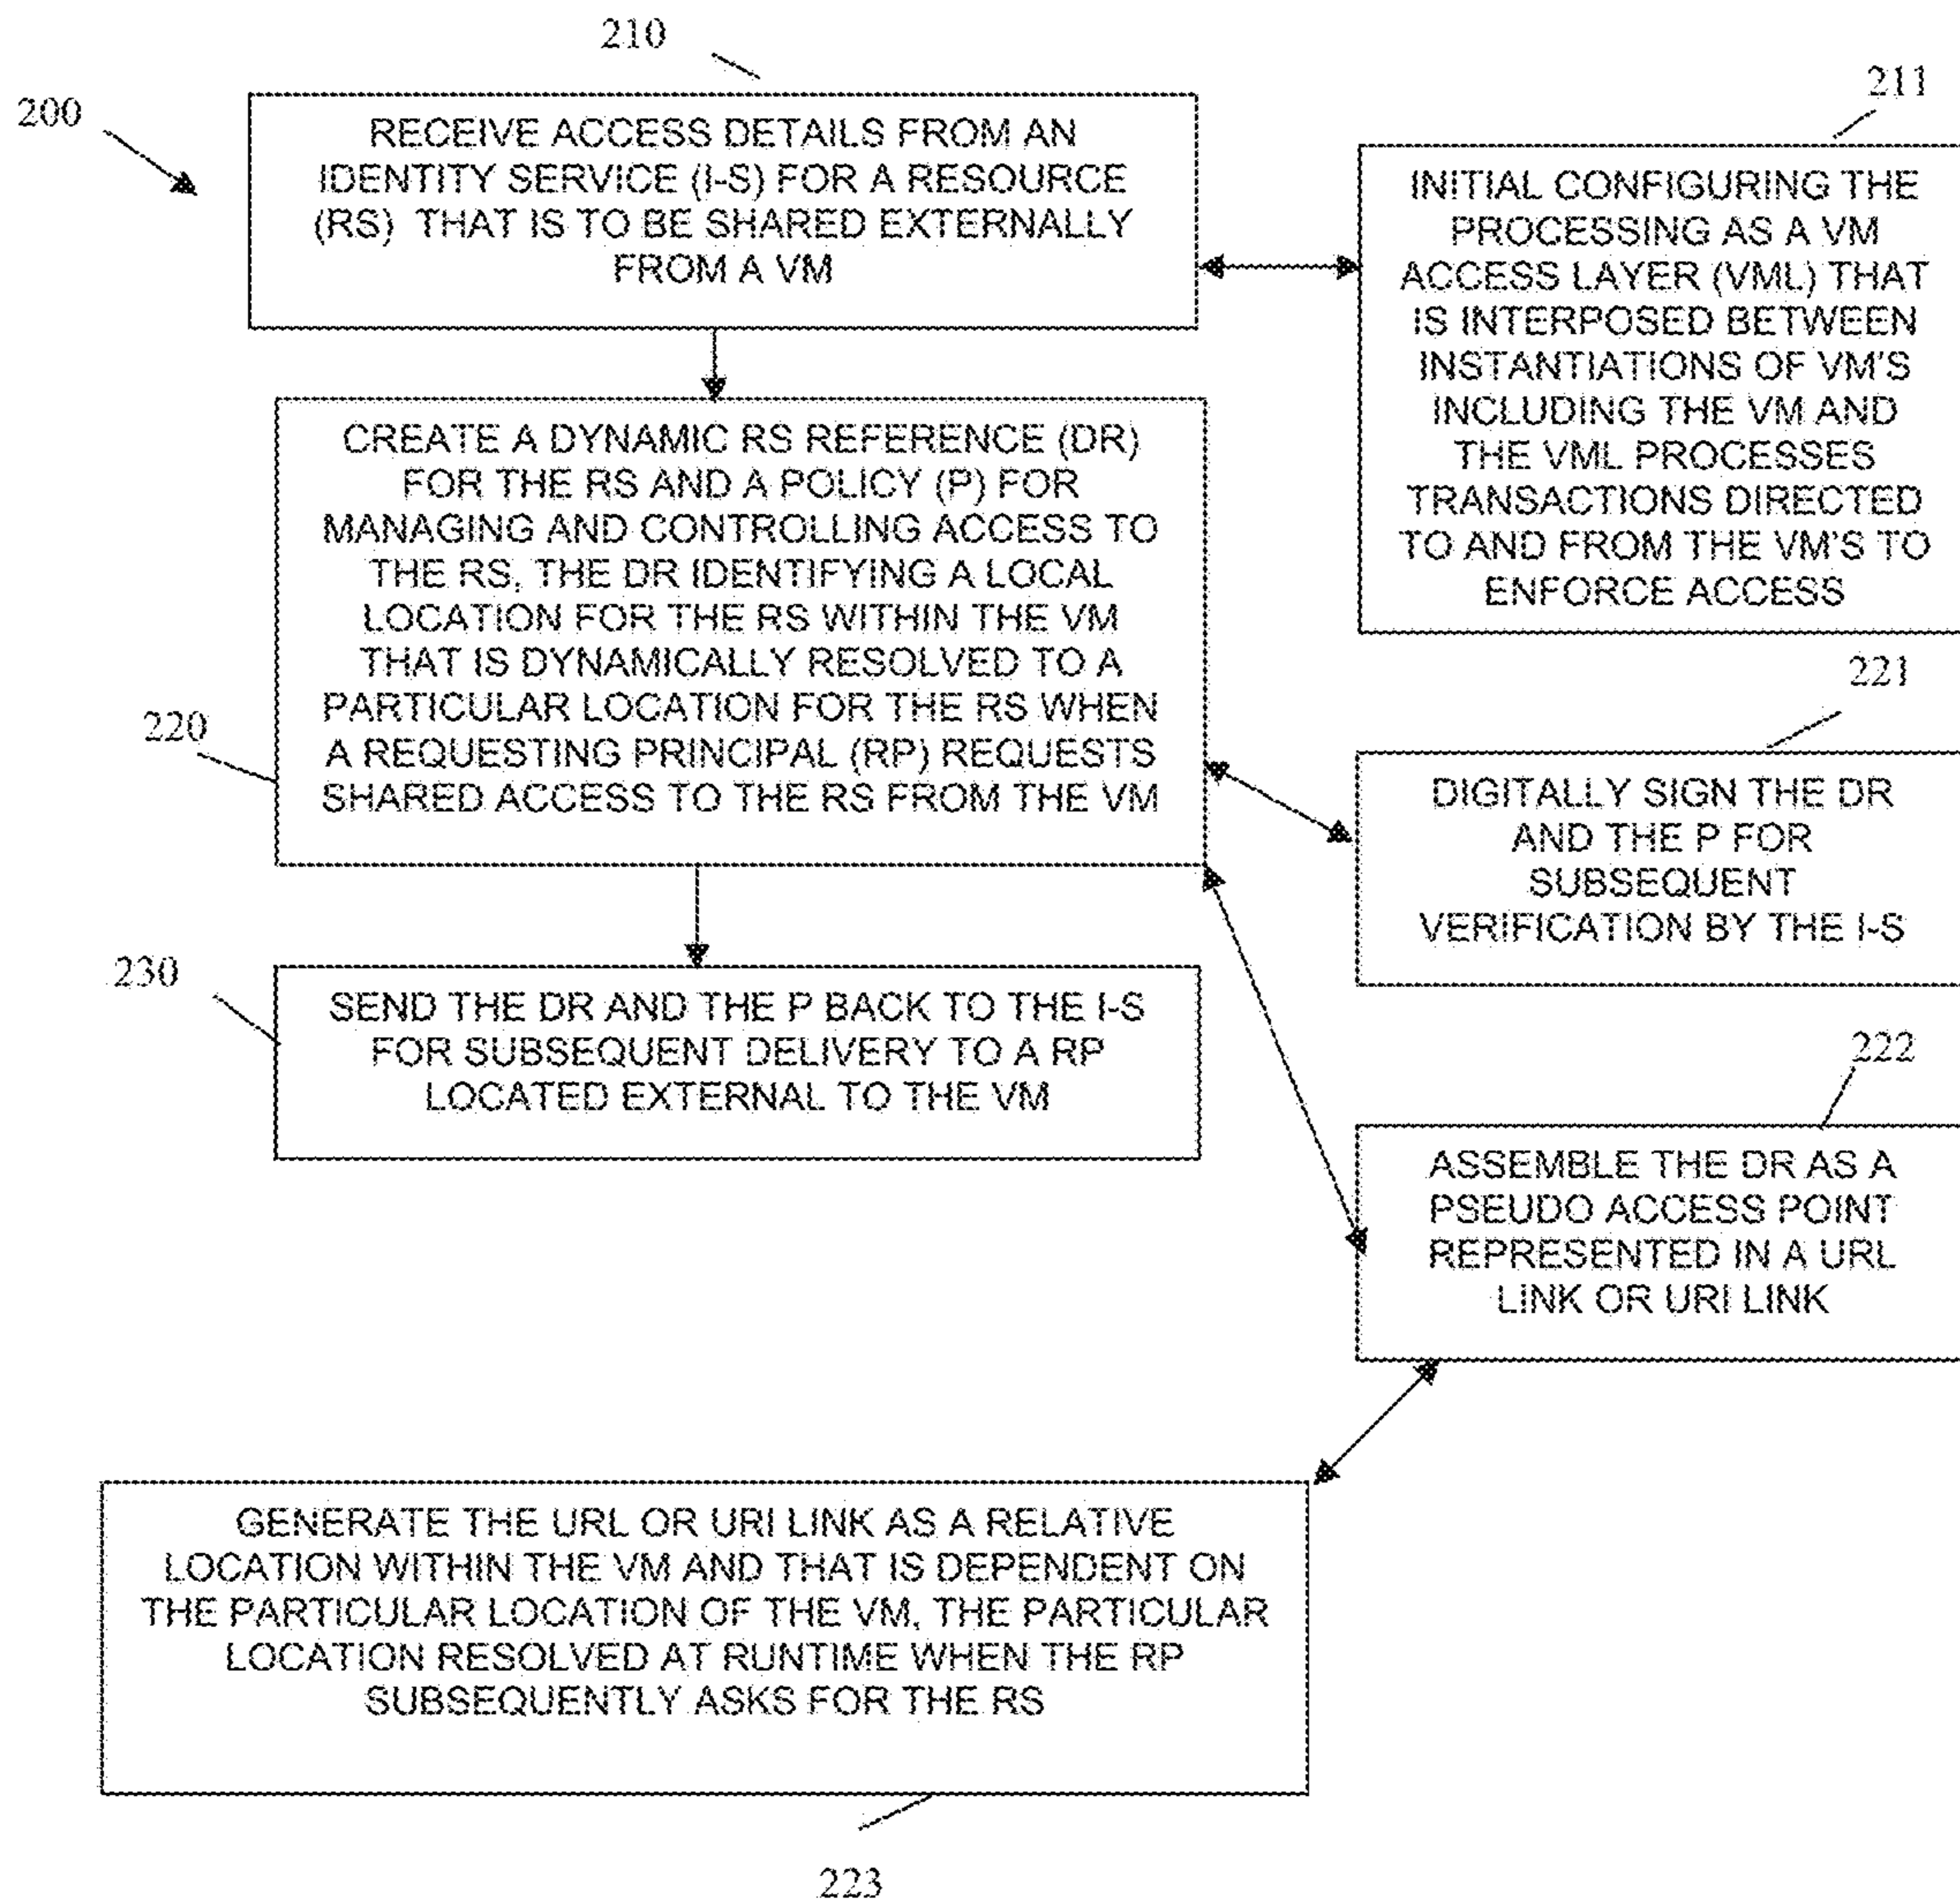 210
200
RECEIVE ACCESS DETAILS FROM AN
IDENTITY SERVICE (I-S) FOR A RESOURCE
(RS) THAT IS TO BE SHARED EXTERNALLY
FROM A VM
211
INITIAL CONFIGURING THE
PROCESSING AS A VM
ACCESS LAYER (VML) THAT
IS INTERPOSED BETWEEN
INSTANTIATIONS OF VM'S
INCLUDING THE VM AND
THE VML PROCESSES
TRANSACTIONS DIRECTED
TO AND FROM THE VM'S TO
ENFORCE ACCESS
CREATE A DYNAMIC RS REFERENCE (DR)
FOR THE RS AND A POLICY (P) FOR
MANAGING AND CONTROLLING ACCESS TO
THE RS, THE DR IDENTIFYING A LOCAL
LOCATION FOR THE RS WITHIN THE VM
THAT IS DYNAMICALLY RESOLVED TO A
PARTICULAR LOCATION FOR THE RS WHEN
A REQUESTING PRINCIPAL (RP) REQUESTS
SHARED ACCESS TO THE RS FROM THE VM
220
221
DIGITALLY SIGN THE DR
AND THE P FOR
SUBSEQUENT
VERIFICATION BY THE I-S
230
SEND THE DR AND THE P BACK TO THE I-S
FOR SUBSEQUENT DELIVERY TO A RP
LOCATED EXTERNAL TO THE VM
222
ASSEMBLE THE DR AS A
PSEUDO ACCESS POINT
REPRESENTED IN A URL
LINK OR URI LINK
GENERATE THE URL OR URI LINK AS A RELATIVE
LOCATION WITHIN THE VM AND THAT IS DEPENDENT ON
THE PARTICULAR LOCATION OF THE VM, THE PARTICULAR
LOCATION RESOLVED AT RUNTIME WHEN THE RP
SUBSEQUENTLY ASKS FOR THE RS
223